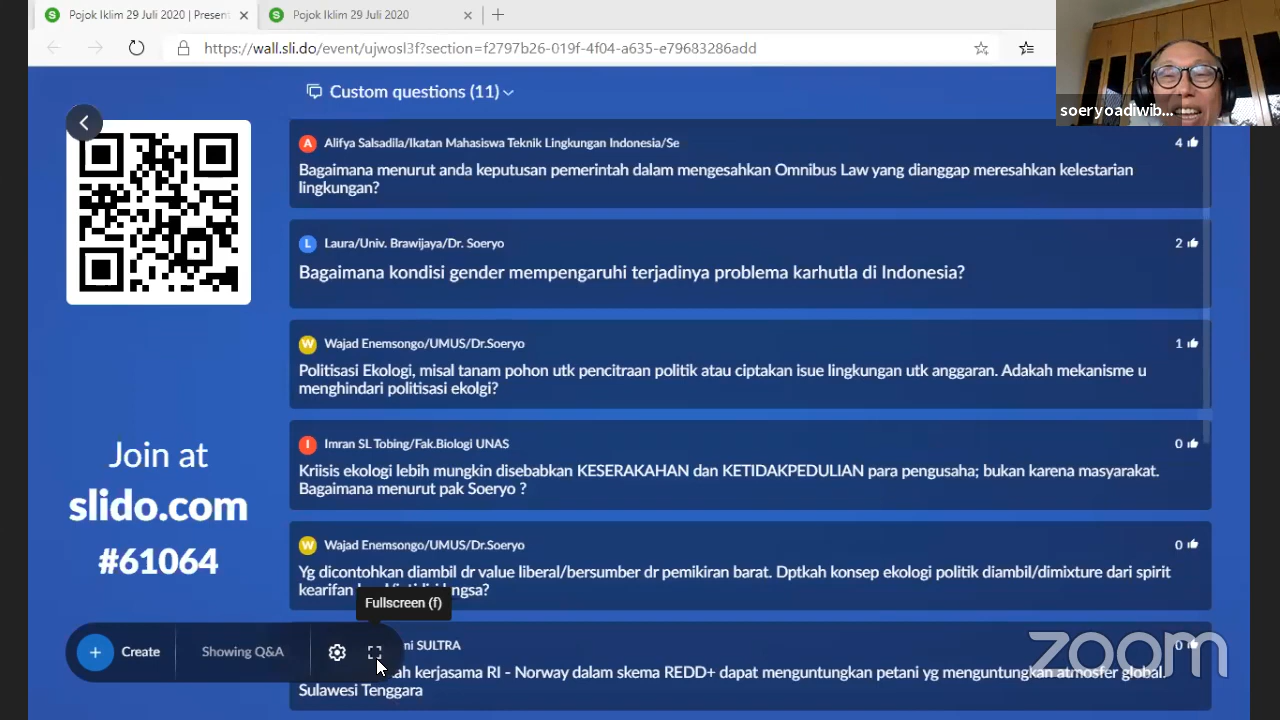 Pojok Iklim 29 Juli 2020 | Present
Pojok Iklim 29 Juli 2020
https://wall.sli.do/event/ujwosl3f?section=f2797b26-019f-4f04-a635-e79683286add
soeryoadiwib...
Custom questions (11)
Alifya Salsadila/Ikatan Mahasiswa Teknik Lingkungan Indonesia/Se
4
Bagaimana menurut anda keputusan pemerintah dalam mengesahkan Omnibus Law yang dianggap meresahkan kelestarian
lingkungan?
L
Laura/Univ. Brawijaya/Dr. Soeryo
2
Bagaimana kondisi gender mempengaruhi terjadinya problema karhutla di Indonesia?
W
Wajad Enemsongo/UMUS/Dr.Soeryo
1
Politisasi Ekologi, misal tanam pohon utk pencitraan politik atau ciptakan isue lingkungan utk anggaran. Adakah mekanisme u
menghindari politisasi ekolgi?
I
Imran SL Tobing/Fak.Biologi UNAS
0
Kriisis ekologi lebih mungkin disebabkan KESERAKAHAN dan KETIDAKPEDULIAN para pengusaha; bukan karena masyarakat.
Bagaimana menurut pak Soeryo ?
W
Wajad Enemsongo/UMUS/Dr.Soeryo
0
Yg dicontohkan diambil dr value liberal/bersumber dr pemikiran barat. Dptkah konsep ekologi politik diambil/dimixture dari spirit
kearifan
SULTRA
0
kerjasama RI - Norway dalam skema REDD+ dapat menguntungkan petani yg menguntungkan atmosfer global.
Sulawesi Tenggara
Join at
slido.com
#61064
Fullscreen (f)
Create
Showing Q&A
zoom